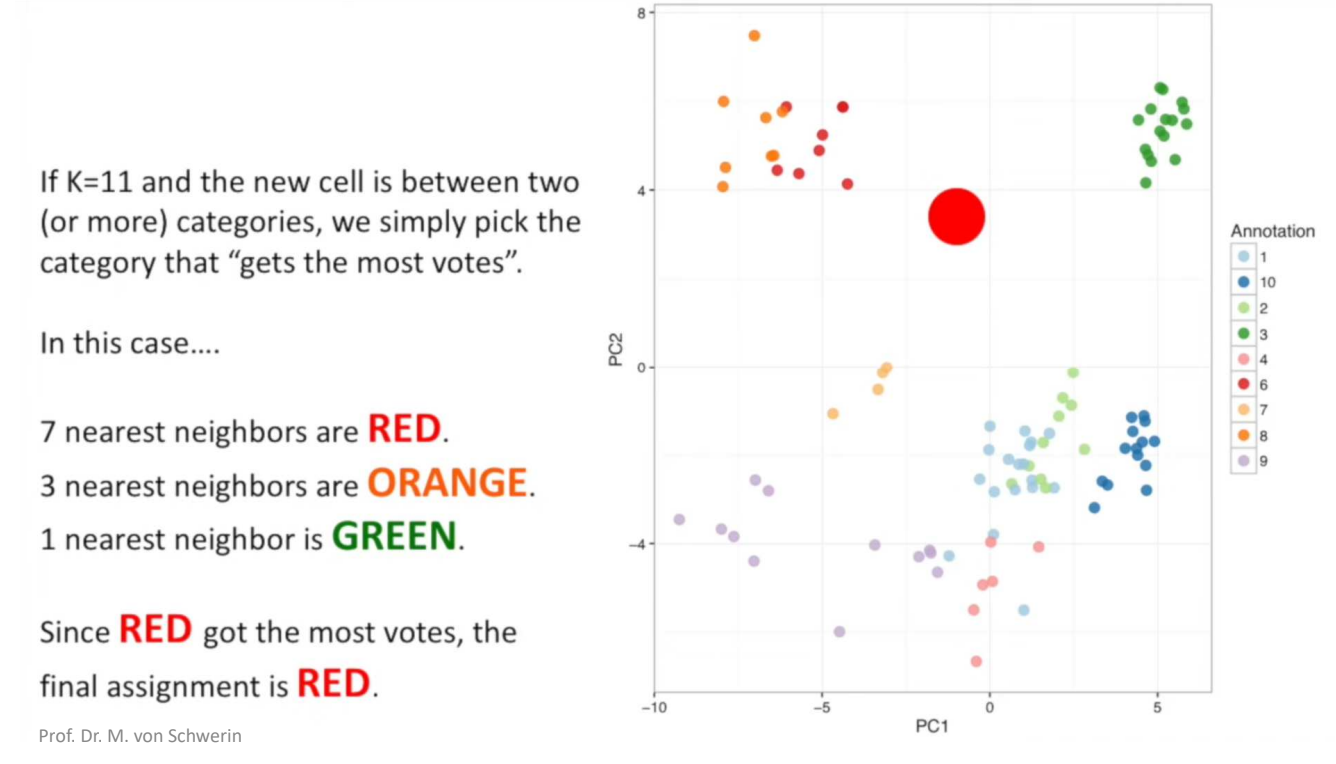 If K=11 and the new cell is between two
(or more) categories, we simply pick the
category that “gets the most votes”.
In this case....
7 nearest neighbors are RED.
3 nearest neighbors are ORANGE.
1 nearest neighbor is GREEN.
Since RED got the most votes, the
final assignment is RED.
Prof. Dr. M. von Schwerin
8
4
0
−4
PC2
−10
−5
0
5
PC1
Annotation
1
10
2
3
4
6
7
8
9